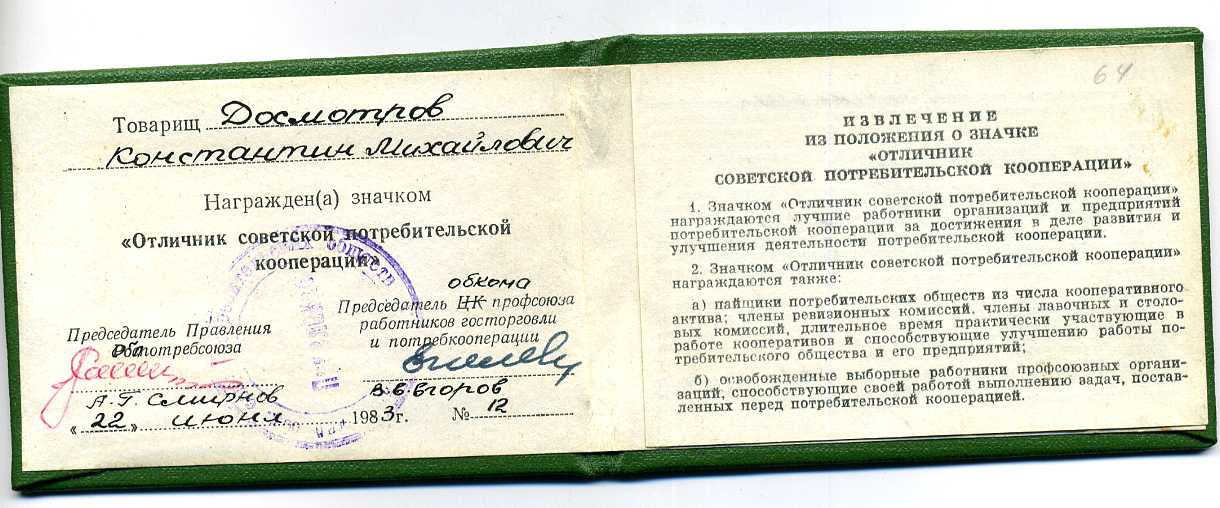 Товарищ Досмотров
Константин Михайлович
Награжден(а) значком
«Отличник советской потребительской
кооперации»
Председатель Правления
Облпотребсоюза
А.Г. Смирнов
обкома
Председатель ЦК профсоюза
работников госторговли
и потребкооперации
В.В. Егоров
«22» июня 1983 г. № 12
64
ИЗВЛЕЧЕНИЕ
ИЗ ПОЛОЖЕНИЯ О ЗНАЧКЕ
«ОТЛИЧНИК
СОВЕТСКОЙ ПОТРЕБИТЕЛЬСКОЙ КООПЕРАЦИИ»
1. Значком «Отличник советской потребительской кооперации»
награждаются лучшие работники организаций и предприятий
потребительской кооперации за достижения в деле развития и
улучшения деятельности потребительской кооперации.
2. Значком «Отличник советской потребительской кооперации»
награждаются также:
а) пайщики потребительских обществ из числа кооперативного
актива; члены ревизионных комиссий, члены лавочных и столо-
вых комиссий, длительное время практически участвующие в
работе кооперативов и способствующие улучшению работы по-
требительского общества и его предприятий;
б) освобожденные выборные работники профсоюзных органи-
заций, способствующие своей работой выполнению задач, постав-
ленных перед потребительской кооперацией.